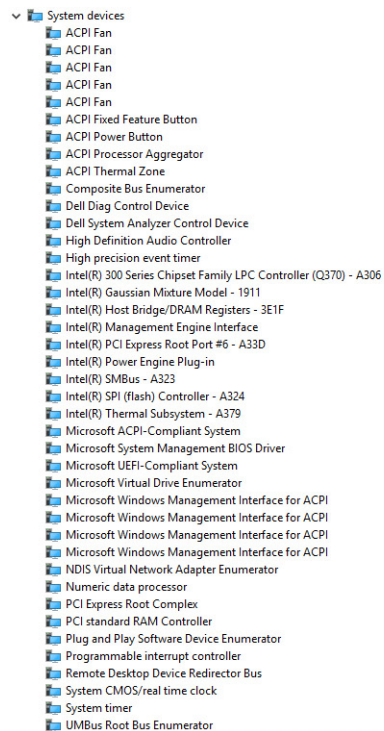 System devices
ACPI Fan
ACPI Fan
ACPI Fan
ACPI Fan
ACPI Fan
ACPI Fixed Feature Button
ACPI Power Button
ACPI Processor Aggregator
ACPI Thermal Zone
Composite Bus Enumerator
Dell Diag Control Device
Dell System Analyzer Control Device
High Definition Audio Controller
High precision event timer
Intel(R) 300 Series Chipset Family LPC Controller (Q370) - A306
Intel(R) Gaussian Mixture Model - 1911
Intel(R) Host Bridge/DRAM Registers - 3E1F
Intel(R) Management Engine Interface
Intel(R) PCI Express Root Port #6 - A33D
Intel(R) Power Engine Plug-in
Intel(R) SMBus - A323
Intel(R) SPI (flash) Controller - A324
Intel(R) Thermal Subsystem - A379
Microsoft ACPI-Compliant System
Microsoft System Management BIOS Driver
Microsoft UEFI-Compliant System
Microsoft Virtual Drive Enumerator
Microsoft Windows Management Interface for ACPI
Microsoft Windows Management Interface for ACPI
Microsoft Windows Management Interface for ACPI
NDIS Virtual Network Adapter Enumerator
Numeric data processor
PCI Express Root Complex
PCI standard RAM Controller
Plug and Play Software Device Enumerator
Programmable interrupt controller
Remote Desktop Device Redirector Bus
System CMOS/real time clock
System timer
UMBus Root Bus Enumerator